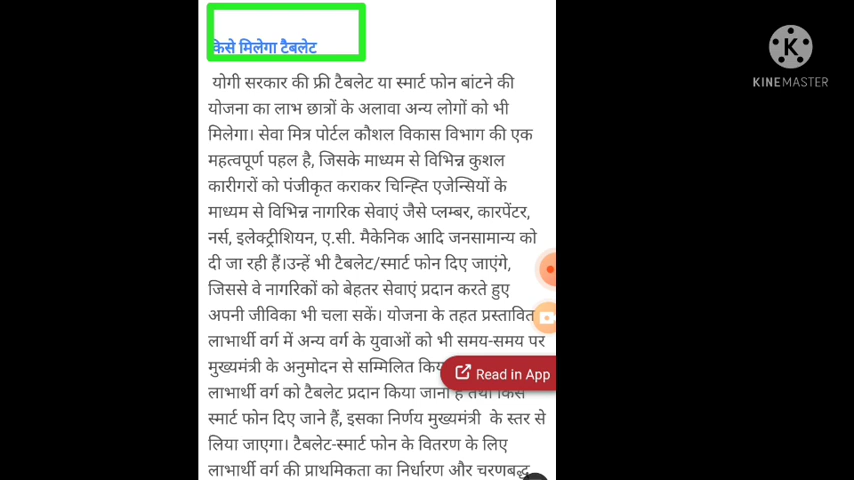 किसे मिलेगा टैबलेट
योगी सरकार की फ्री टैबलेट या स्मार्ट फोन बांटने की
योजना का लाभ छात्रों के अलावा अन्य लोगों को भी
मिलेगा। सेवा मित्र पोर्टल कौशल विकास विभाग की एक
महत्वपूर्ण पहल है, जिसके माध्यम से विभिन्न कुशल
कारीगरों को पंजीकृत कराकर चिन्ह्ति एजेन्सियों के
माध्यम से विभिन्न नागरिक सेवाएं जैसे प्लम्बर, कारपेंटर,
नर्स, इलेक्ट्रीशियन, ए.सी. मैकेनिक आदि जनसामान्य को
दी जा रही हैं।उन्हें भी टैबलेट/स्मार्ट फोन दिए जाएंगे,
जिससे वे नागरिकों को बेहतर सेवाएं प्रदान करते हुए
अपनी जीविका भी चला सकें। योजना के तहत प्रस्तावित
लाभार्थी वर्ग में अन्य वर्ग के युवाओं को भी समय-समय पर
मुख्यमंत्री के अनुमोदन से सम्मिलित
लाभार्थी वर्ग को टैबलेट प्रदान किया जाना है तथा किसे
स्मार्ट फोन दिए जाने हैं, इसका निर्णय मुख्यमंत्री के स्तर से
लिया जाएगा। टैबलेट-स्मार्ट फोन के वितरण के लिए
लाभार्थी वर्ग की प्राथमिकता का निर्धारण और चरणबद्ध
Read in App
K
KINEMASTER